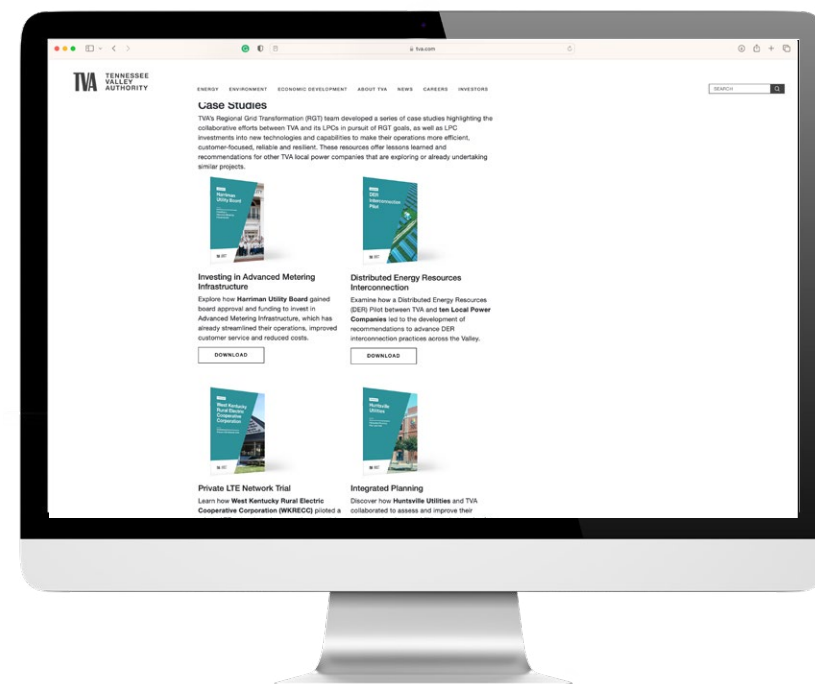 tva.com
TVA TENNESSEE
VALLEY
AUTHORITY
ENERGY ENVIRONMENT ECONOMIC DEVELOPMENT ABOUT TVA NEWS CAREERS INVESTORS
SEARCH
Case Studies
TVA's Regional Grid Transformation (RGT) team developed a series of case studies highlighting the
collaborative efforts between TVA and its LPCs in pursuit of RGT goals, as well as LPC
investments into new technologies and capabilities to make their operations more efficient,
customer-focused, reliable and resilient. These resources offer lessons learned and
recommendations for other TVA local power companies that are exploring or already undertaking
similar projects.
Harriman
Utility Board
Investing in Advanced Metering
Infrastructure
Explore how Harriman Utility Board gained
board approval and funding to invest in
Advanced Metering Infrastructure, which has
already streamlined their operations, improved
customer service and reduced costs.
DOWNLOAD
DER
Interconnection
Pilot
Distributed Energy Resources
Interconnection
Examine how a Distributed Energy Resources
(DER) Pilot between TVA and ten Local Power
Companies led to the development of
recommendations to advance DER
interconnection practices across the Valley.
DOWNLOAD
West Kentucky
Rural Electric
Cooperative
Corporation
Private LTE Network Trial
Learn how West Kentucky Rural Electric
Cooperative Corporation (WKRECC) piloted a
Huntsville
Utilities
Integrated Planning
Discover how Huntsville Utilities and TVA
collaborated to assess and improve their